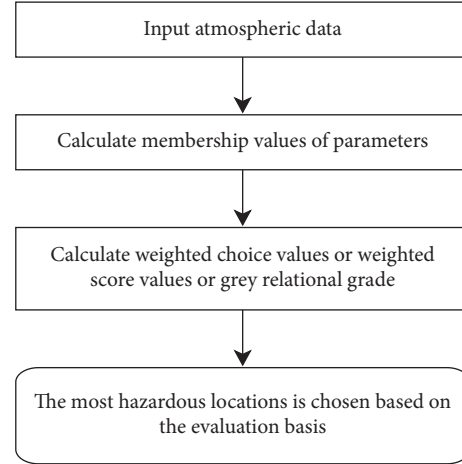 Input atmospheric data
Calculate membership values of parameters
Calculate weighted choice values or weighted
score values or grey relational grade
The most hazardous locations is chosen based on
the evaluation basis